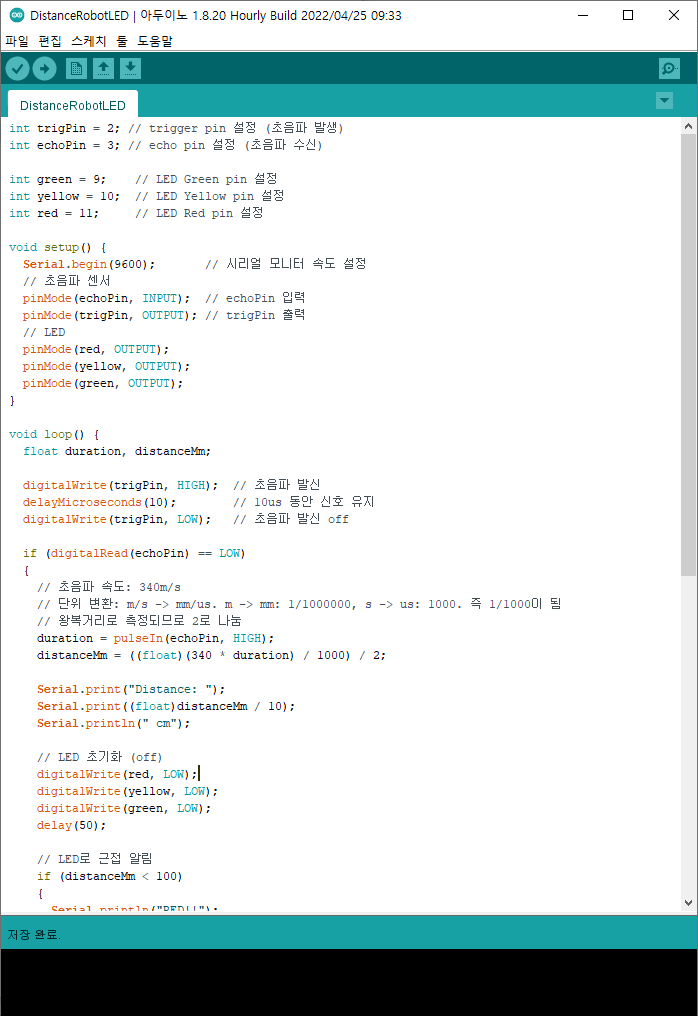 DistanceRobotLED | 아두이노 1.8.20 Hourly Build 2022/04/25 09:33
파일 편집 스케치 툴 도움말
DistanceRobotLED
int trigPin = 2; // trigger pin 설정 (초음파 발생)
int echoPin = 3; // echo pin 설정 (초음파 수신)
int green = 9;    // LED Green pin 설정
int yellow = 10;  // LED Yellow pin 설정
int red = 11;     // LED Red pin 설정
void setup() {
  Serial.begin(9600);       // 시리얼 모니터 속도 설정
  // 초음파 센서
  pinMode(echoPin, INPUT);  // echoPin 입력
  pinMode(trigPin, OUTPUT); // trigPin 출력
  // LED
  pinMode(red, OUTPUT);
  pinMode(yellow, OUTPUT);
  pinMode(green, OUTPUT);
}
void loop() {
  float duration, distanceMm;
  digitalWrite(trigPin, HIGH);  // 초음파 발신
  delayMicroseconds(10);        // 10us 동안 신호 유지
  digitalWrite(trigPin, LOW);   // 초음파 발신 off
  if (digitalRead(echoPin) == LOW)
  {
    // 초음파 속도: 340m/s
    // 단위 변환: m/s -> mm/us. m -> mm: 1/1000000, s -> us: 1000. 즉 1/1000이 됨
    // 왕복거리로 측정되므로 2로 나눔
    duration = pulseIn(echoPin, HIGH);
    distanceMm = ((float)(340 * duration) / 1000) / 2;
    Serial.print("Distance: ");
    Serial.print((float)distanceMm / 10);
    Serial.println(" cm");
    // LED 초기화 (off)
    digitalWrite(red, LOW);
    digitalWrite(yellow, LOW);
    digitalWrite(green, LOW);
    delay(50);
    // LED로 근접 알림
    if (distanceMm < 100)
    {
      Serial.println("RED!!");
저장 완료.